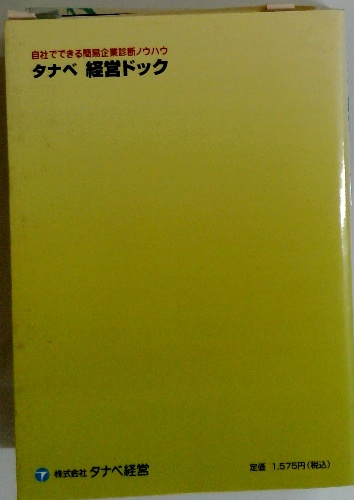 自社でできる簡易企業診断ノウハウ
タナベ 経営ドック
株式会社 タナベ経営
定価 1,575円(税込)